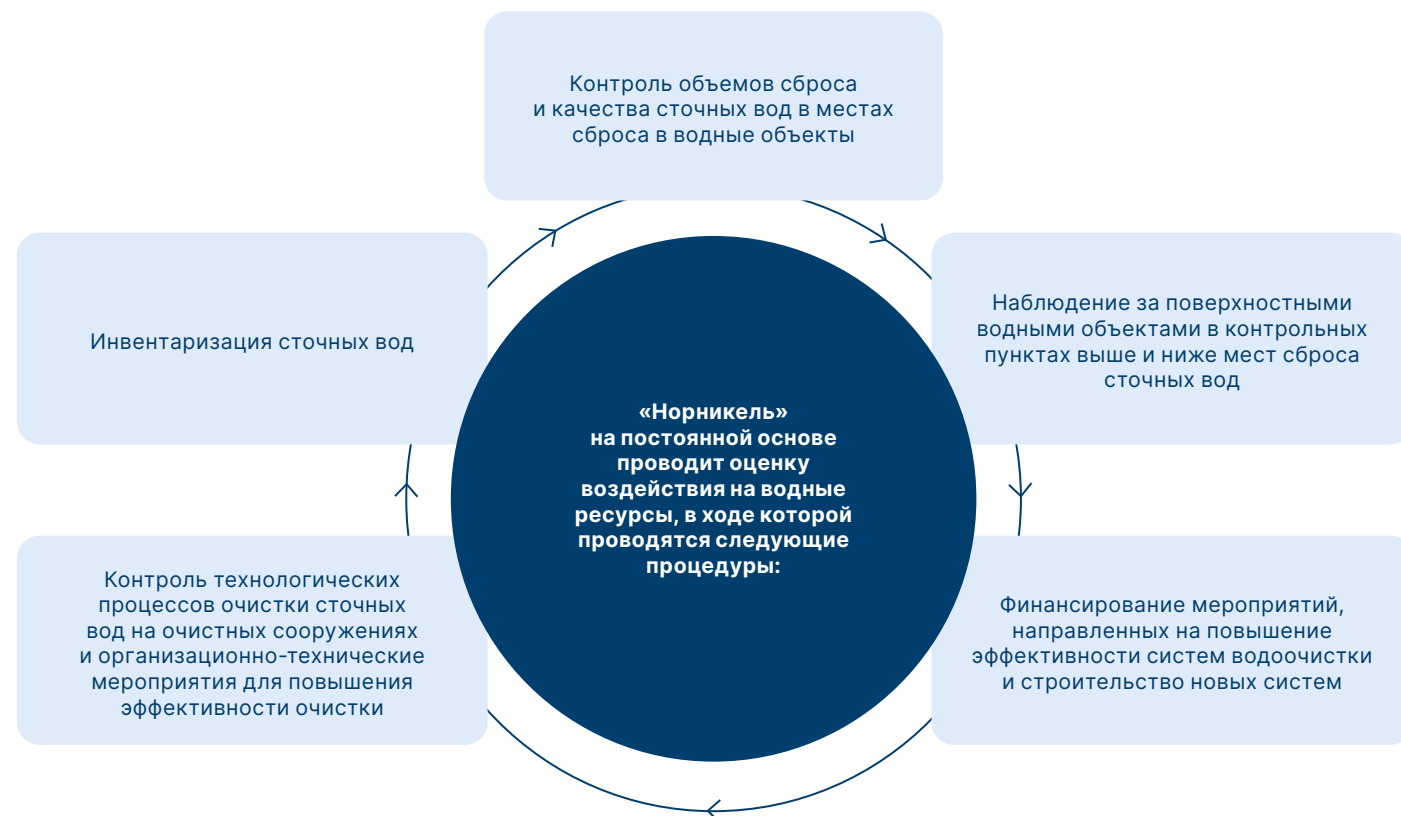 Контроль объемов сброса
и качества сточных вод в местах
сброса в водные объекты
Инвентаризация сточных вод
Наблюдение за поверхностными
водными объектами в контрольных
пунктах выше и ниже мест сброса
сточных вод
«Норникель»
на постоянной основе
проводит оценку
воздействия на водные
ресурсы, в ходе которой
проводятся следующие
процедуры:
Контроль технологических
процессов очистки сточных
вод на очистных сооружениях
и организационно-технические
мероприятия для повышения
эффективности очистки
Финансирование мероприятий,
направленных на повышение
эффективности систем водоочистки
и строительство новых систем